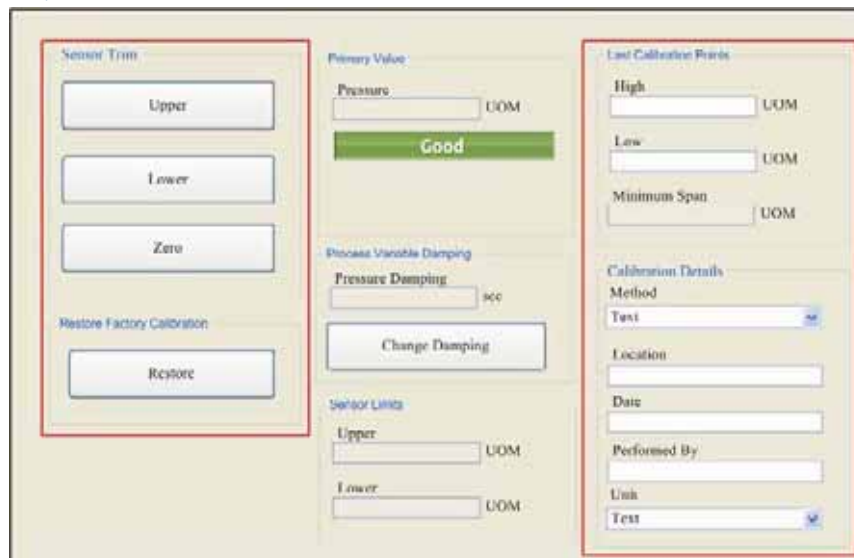 Sensor Trim
Upper
Lower
Zero
Restore Factory Calibration
Restore
Primary Value
Pressure
UOM
Good
Process Variable Damping
Pressure Damping
sec
Change Damping
Sensor Limits
Upper
UOM
Lower
UOM
Last Calibration Points
High
UOM
Low
UOM
Minimum Span
UOM
Calibration Details
Method
Text
Location
Date
Performed By
Unit
Text